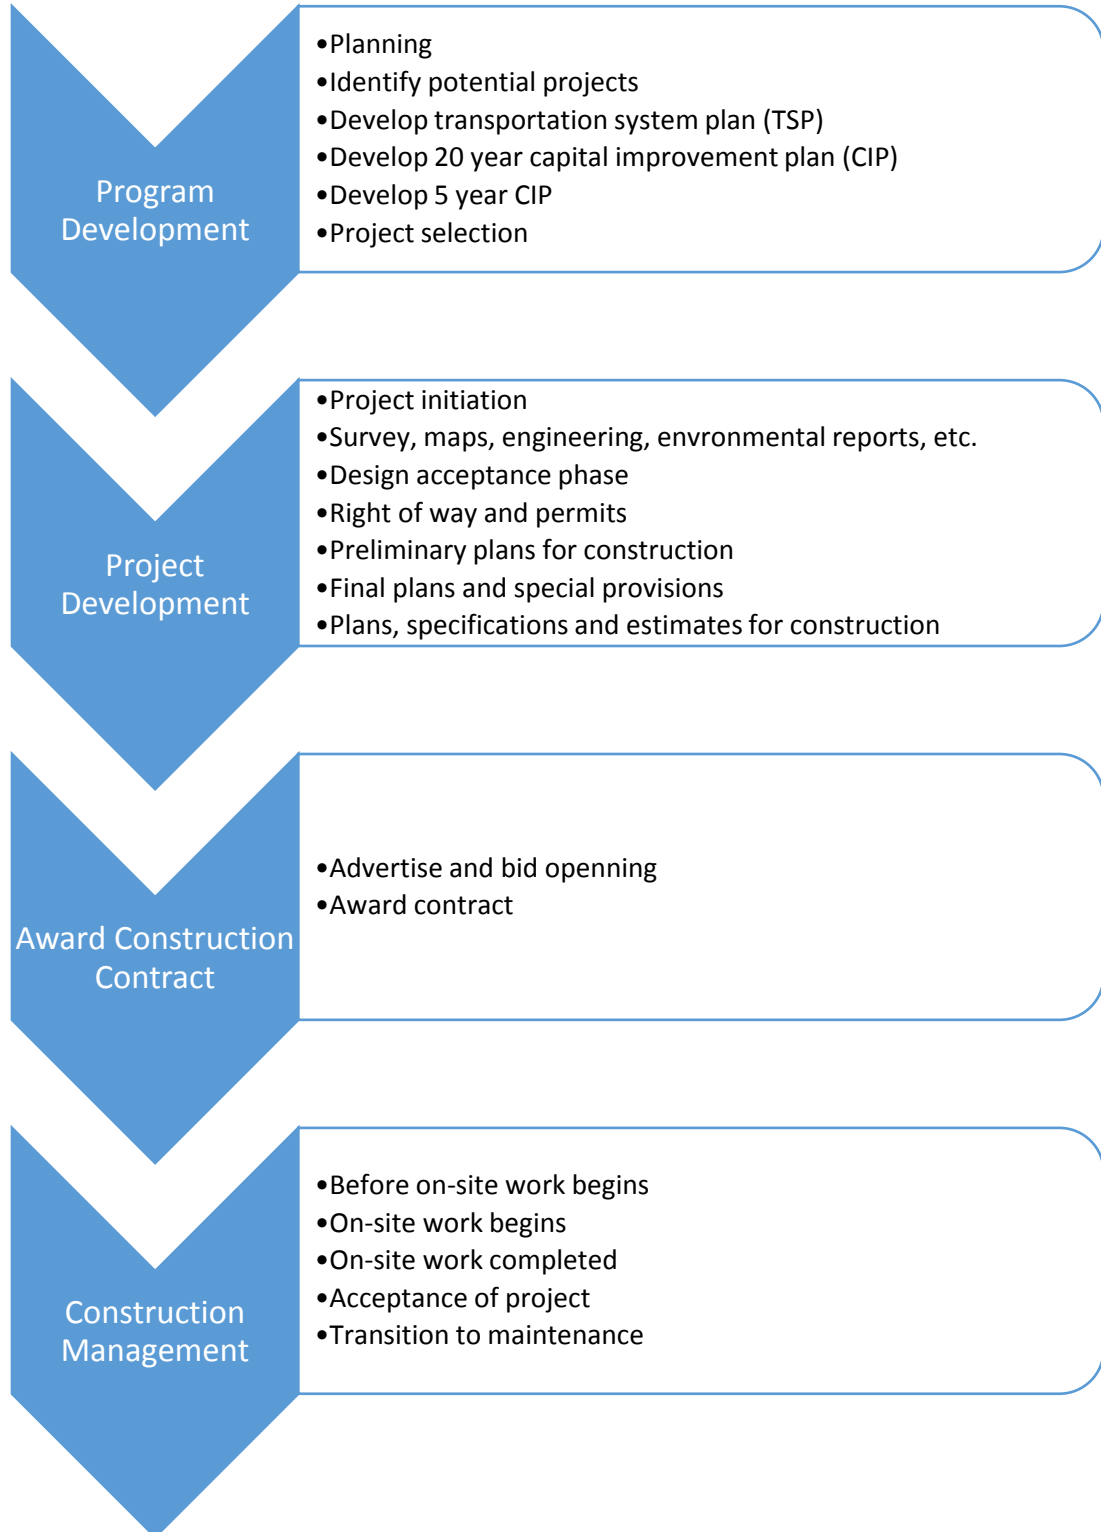 Program
Development
•Planning
•Identify potential projects
•Develop transportation system plan (TSP)
•Develop 20 year capital improvement plan (CIP)
•Develop 5 year CIP
•Project selection
Project
Development
•Project initiation
•Survey, maps, engineering, envronmental reports, etc.
•Design acceptance phase
•Right of way and permits
•Preliminary plans for construction
•Final plans and special provisions
•Plans, specifications and estimates for construction
Award Construction
Contract
•Advertise and bid openning
•Award contract
Construction
Management
•Before on-site work begins
•On-site work begins
•On-site work completed
•Acceptance of project
•Transition to maintenance